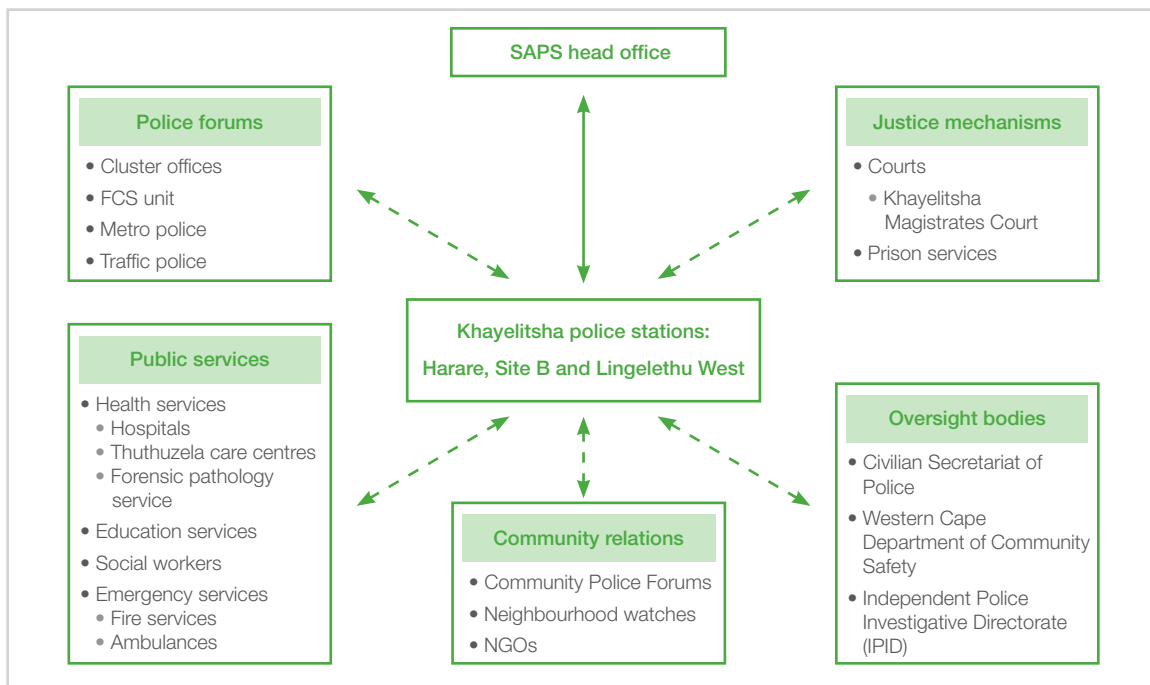 SAPS head office
Police forums
• Cluster offices
• FCS unit
• Metro police
• Traffic police
Justice mechanisms
• Courts
• Khayelitsha
Magistrates Court
• Prison services
Khayelitsha police stations:
Harare, Site B and Lingelethu West
Public services
• Health services
• Hospitals
• Thuthuzela care centres
• Forensic pathology
service
• Education services
• Social workers
• Emergency services
• Fire services
• Ambulances
Community relations
• Community Police Forums
• Neighbourhood watches
• NGOs
Oversight bodies
• Civilian Secretariat of
Police
• Western Cape
Department of Community
Safety
• Independent Police
Investigative Directorate
(IPID)